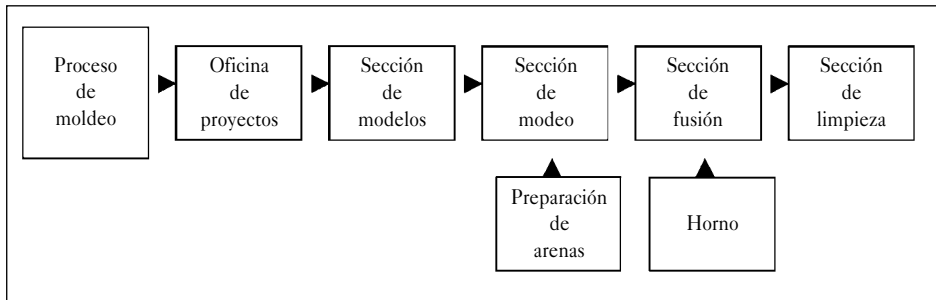 Proceso
de
moldeo
Oficina
de
proyectos
Sección
de
modelos
Sección
de
modeo
Sección
de
fusión
Sección
de
limpieza
Preparación
de
arenas
Horno